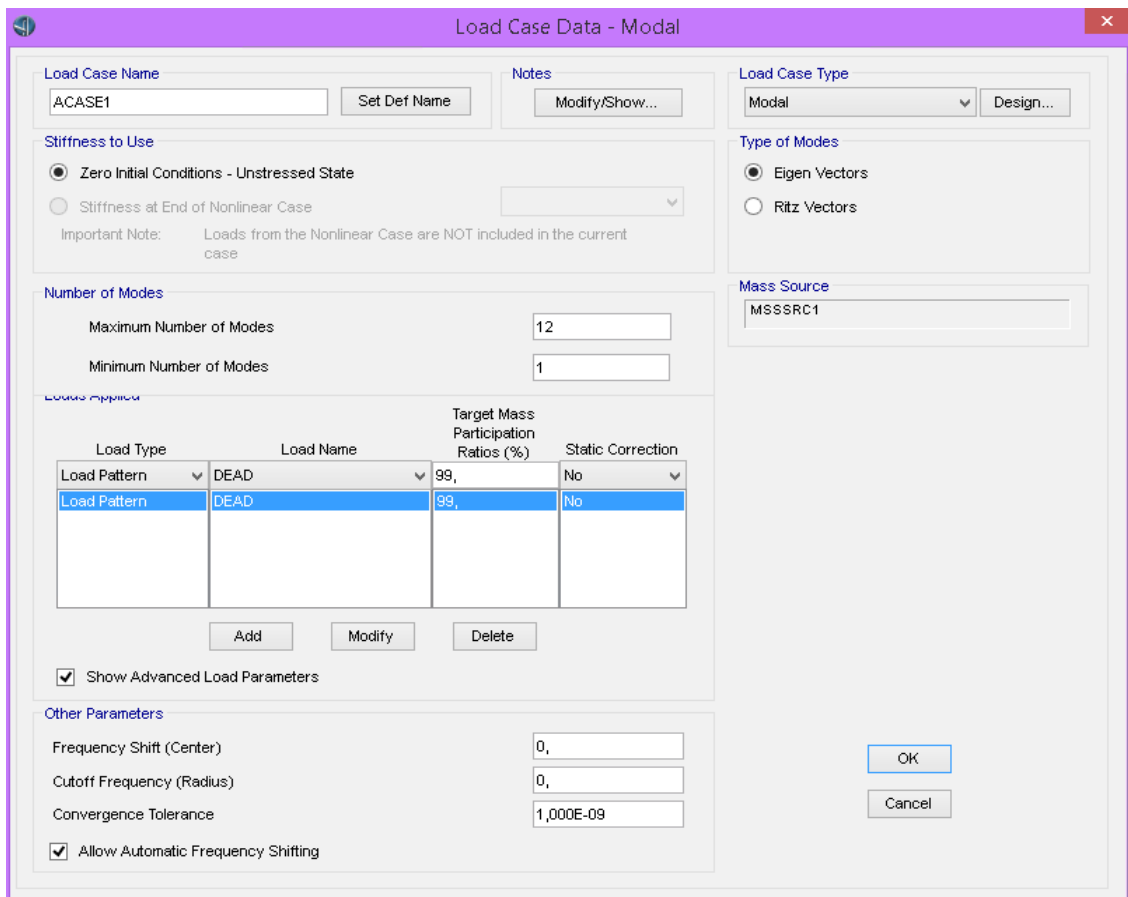 Load Case Data - Modal
Load Case Name
ACASE1
Set Def Name
Notes
Modify/Show...
Load Case Type
Modal
Design...
Stiffness to Use
Zero Initial Conditions - Unstressed State
Stiffness at End of Nonlinear Case
Important Note: Loads from the Nonlinear Case are NOT included in the current
case
Type of Modes
Eigen Vectors
Ritz Vectors
Number of Modes
Maximum Number of Modes 12
Minimum Number of Modes 1
Mass Source
MSSSRC1
Loads Applied
Load Type
Load Name
Target Mass
Participation
Ratios (%)
Static Correction
Load Pattern DEAD 99, No
Load Pattern DEAD 99, No
Add Modify Delete
Show Advanced Load Parameters
Other Parameters
Frequency Shift (Center) 0,
Cutoff Frequency (Radius) 0,
Convergence Tolerance 1,000E-09
Allow Automatic Frequency Shifting
OK
Cancel